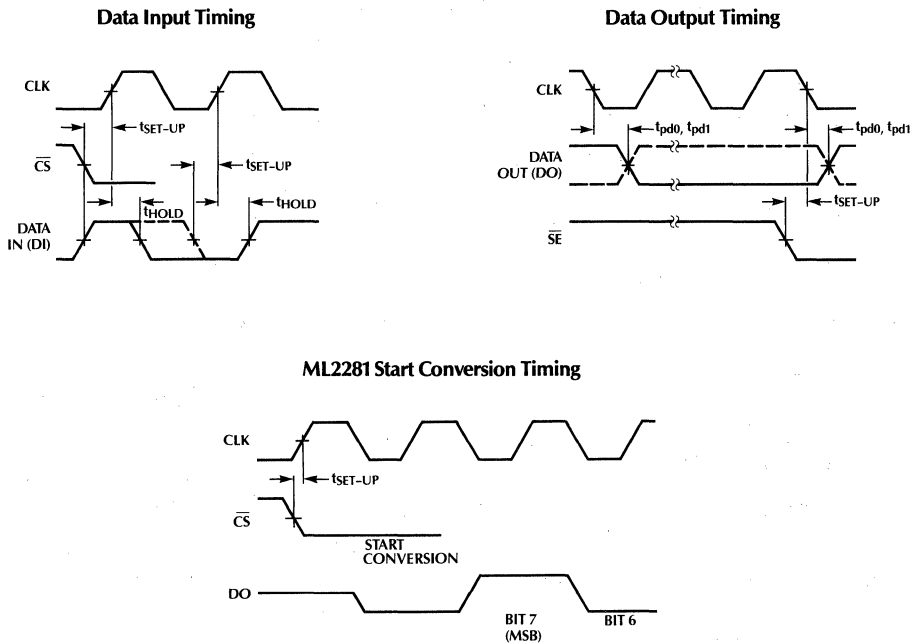 Data Input Timing
CLK
tSET-UP
CS
tSET-UP
tHOLD
tHOLD
DATA
IN (DI)
Data Output Timing
CLK
tpd0, tpd1
tpd0, tpd1
DATA
OUT (DO)
tSET-UP
SE
ML2281 Start Conversion Timing
CLK
tSET-UP
CS
START
CONVERSION
DO
BIT 7
(MSB)
BIT 6